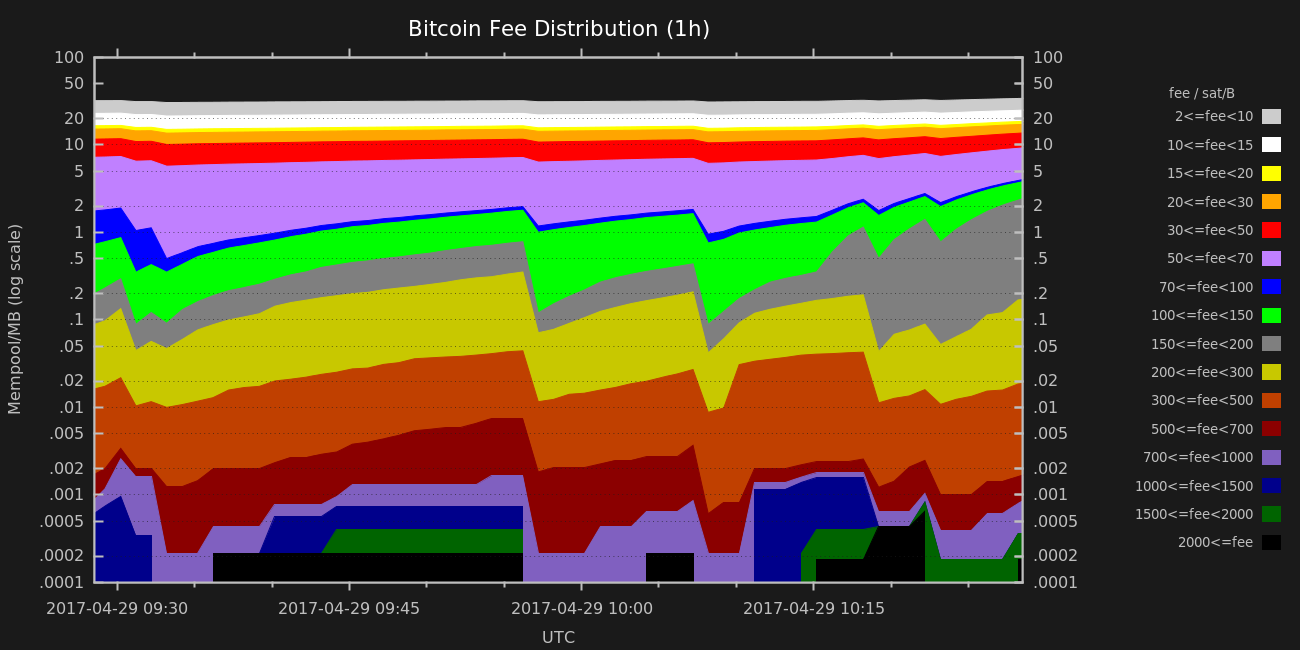 Bitcoin Fee Distribution (1h)
100 100
50 50
20 20
10 10
5 5
2 2
1 1
.5 .5
.2 .2
.1 .1
.05 .05
.02 .02
.01 .01
.005 .005
.002 .002
.001 .001
.0005 .0005
.0002 .0002
.0001 .0001
Mempool/MB (log scale)
2017-04-29 09:30 2017-04-29 09:45 2017-04-29 10:00 2017-04-29 10:15
UTC
fee / sat/B
2<=fee<10
10<=fee<15
15<=fee<20
20<=fee<30
30<=fee<50
50<=fee<70
70<=fee<100
100<=fee<150
150<=fee<200
200<=fee<300
300<=fee<500
500<=fee<700
700<=fee<1000
1000<=fee<1500
1500<=fee<2000
2000<=fee